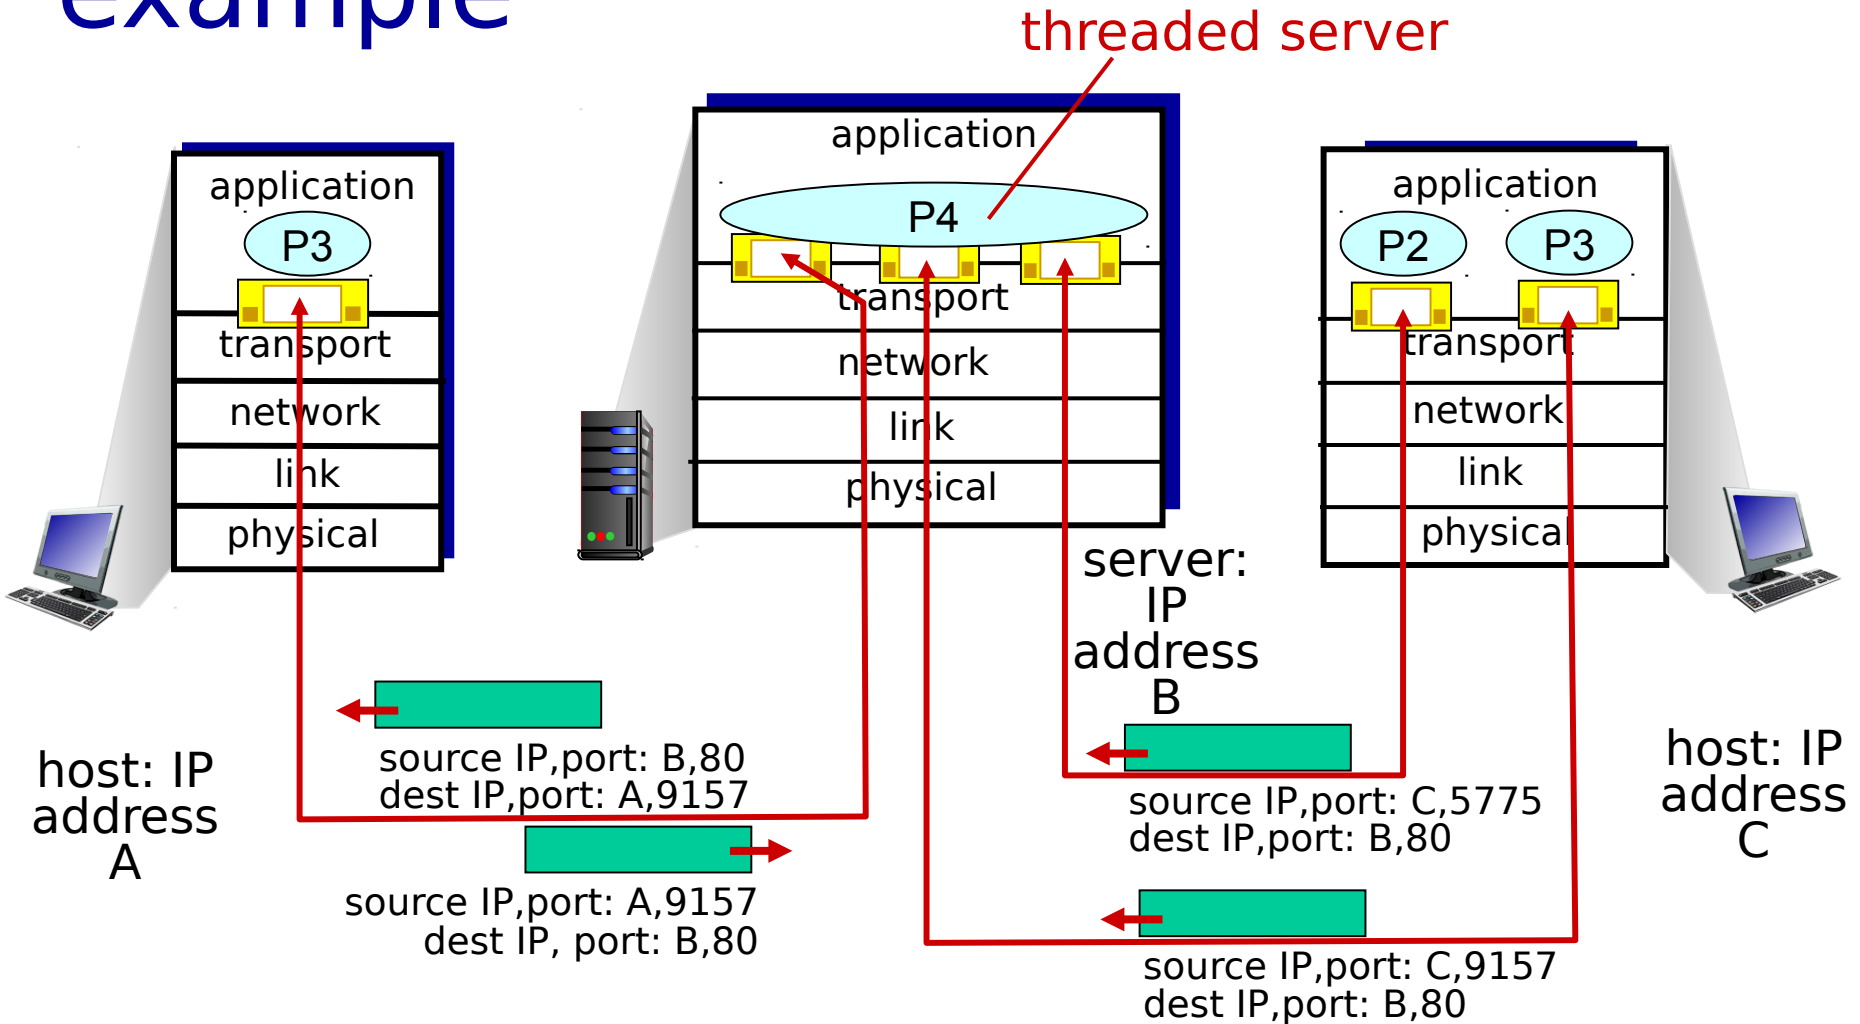 example
threaded server
application
P3
transport
network
link
physical
application
P4
transport
network
link
physical
application
P2
P3
transport
network
link
physical
server:
IP
address
B
host: IP
address
A
source IP,port: B,80
dest IP,port: A,9157
source IP,port: A,9157
dest IP, port: B,80
source IP,port: C,5775
dest IP,port: B,80
source IP,port: C,9157
dest IP,port: B,80
host: IP
address
C